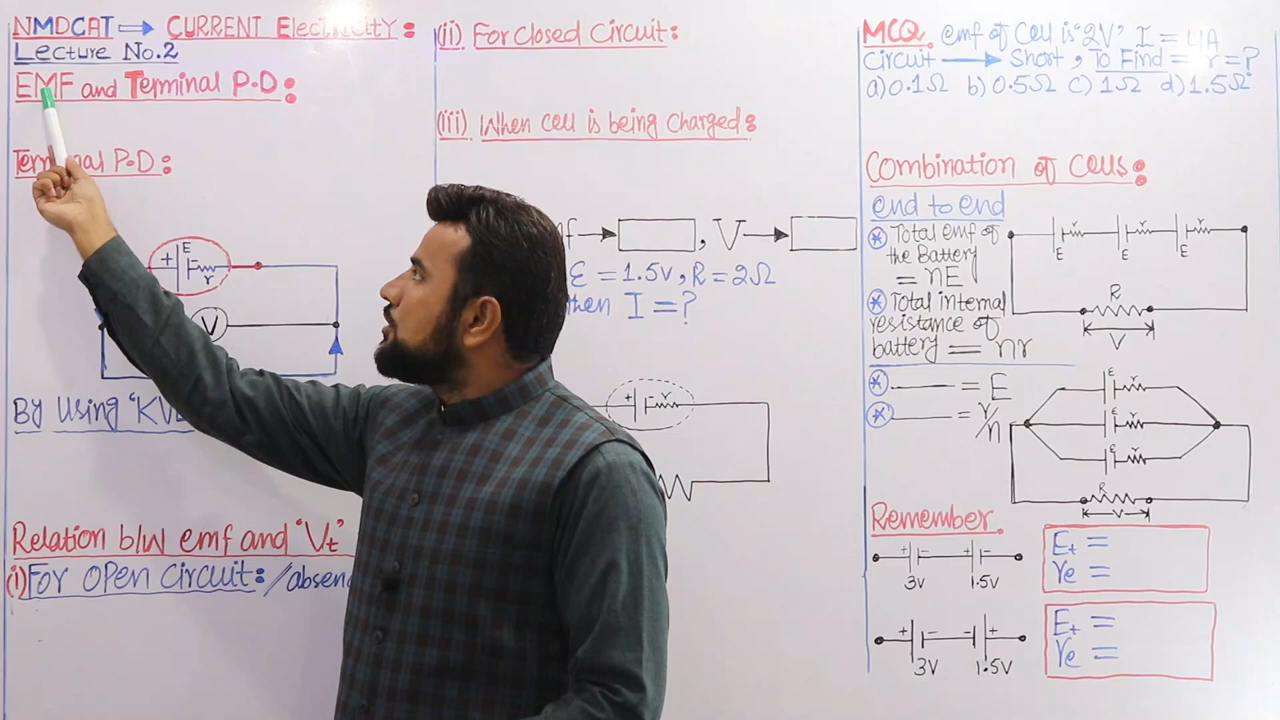 NMDCAT → CURRENT Electricity :
Lecture No.2
EMF and Terminal P.D :
Terminal P.D :
E
+ -
r
V
By Using
Relation b/w emf and 'Vt'
(i) For Open Circuit: /absen
(ii) For Closed Circuit :
(iii) When cell is being Charged :
→ , V →
E = 1.5v, R = 2Ω
then I = ?
+ - r
MCQ. emf of Cell is '2V' I = 4A
Circuit → Short, To Find = r = ?
a) 0.1Ω b) 0.5Ω c) 1Ω d) 1.5Ω
Combination of Cells :
end to end
* Total emf of
the Battery
= nE
* Total internal
resistance of
battery = nr
r r r
E E E
R
V
* ___ = E
* ___ = r/n
E r
E r
E r
R
V
Remember.
+ - + -
3v 1.5v
Et =
re =
+ - - +
3V 1.5V
Et =
re =